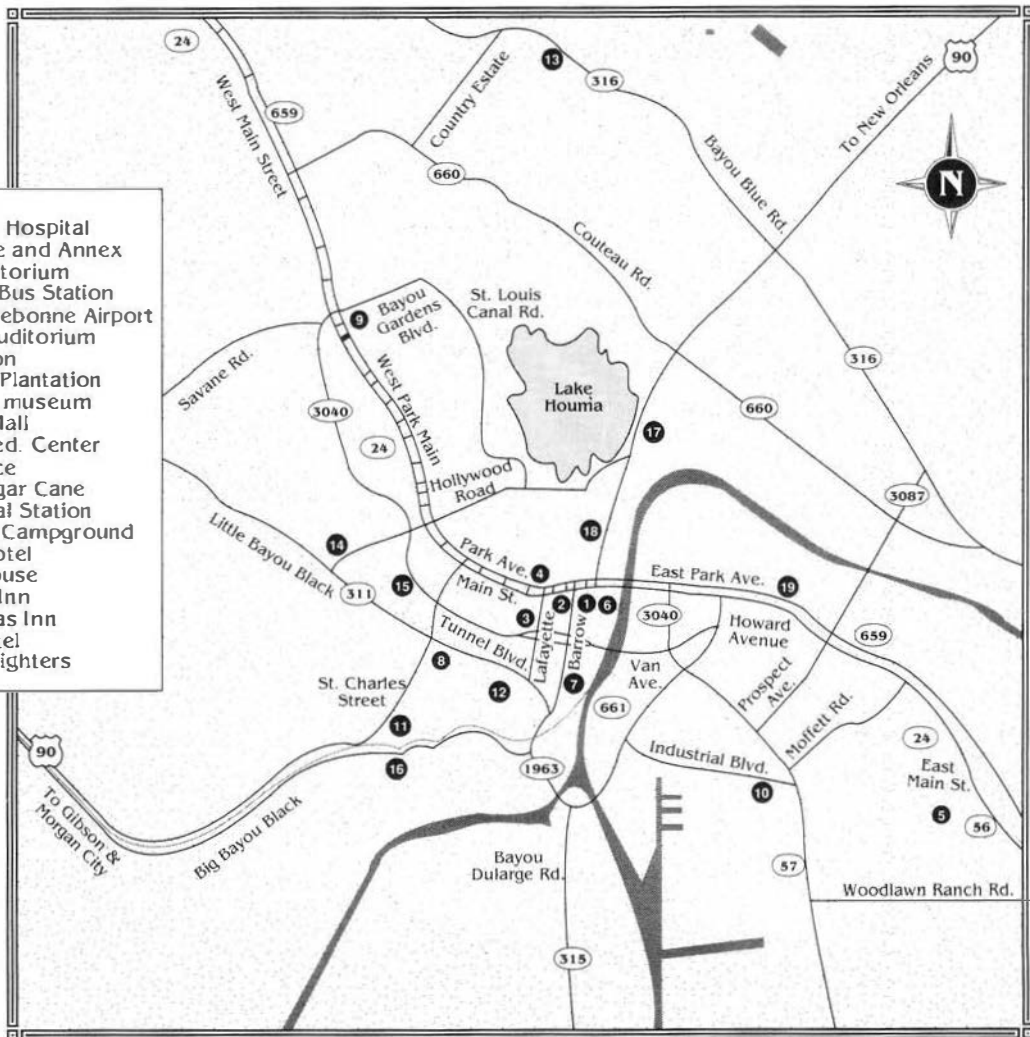 24
659
West Main Street
Country Estate
13
316
90
To New Orleans
N
660
Bayou Blue Rd.
Couteau Rd.
Hospital
e and Annex
torium
Bus Station
ebonne Airport
uditorium
on
Plantation
museum
Mall
ed. Center
ce
gar Cane
al Station
Campground
otel
ouse
Inn
as Inn
el
ighters
9
Bayou
Gardens
Blvd.
St. Louis
Canal Rd.
Savane Rd.
3040
24
West Park Main
Lake
Houma
316
660
17
3087
Hollywood
Road
18
14
Little Bayou Black
311
15
Park Ave.
4
Main St.
3
2
1
6
East Park Ave.
19
3040
Howard
Avenue
659
Tunnel Blvd.
Lafayette
Barrow
Van
Ave.
Prospect
Ave.
Moffett Rd.
8
12
7
661
St. Charles
Street
11
16
90
To Gibson &
Morgan City
Big Bayou Black
1963
Industrial Blvd.
10
24
East
Main St.
5
56
Bayou
Dularge Rd.
57
Woodlawn Ranch Rd.
315